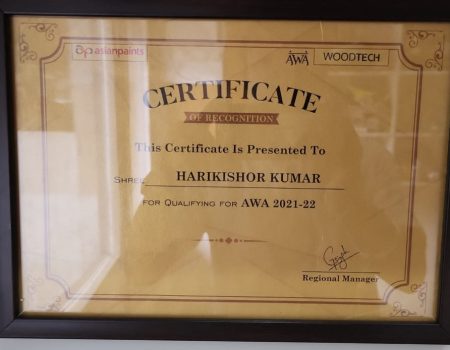 ap asianpaints
AWA WOODTECH
CERTIFICATE
OF RECOGNITION
This Certificate Is Presented To
Shree HARIKISHOR KUMAR
for Qualifying for AWA 2021-22
Regional Manager